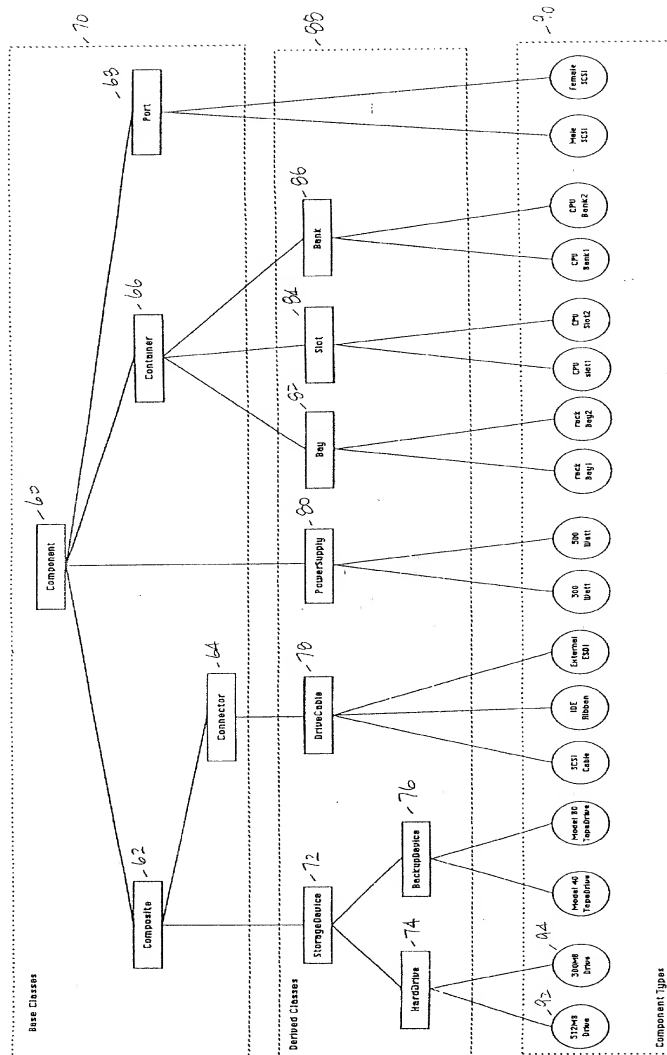 Base Classes
70
Component
60
Composite
62
Connector
64
Container
66
Port
68
Derived Classes
88
StorageDevice
72
HardDrive
74
BackupDevice
76
DriveCable
78
PowerSupply
80
Bay
82
Slot
84
Bank
86
Component Types
90
512MB
Drive
92
300MB
Drive
94
Model 40
TapeDrive
Model 80
TapeDrive
SCSI
Cable
IDE
Ribbon
External
ESDI
300
Watt
500
Watt
rack
Bay1
rack
Bay2
CPU
slot1
CPU
Slot2
CPU
Bank1
CPU
Bank2
Male
SCSI
Female
SCSI